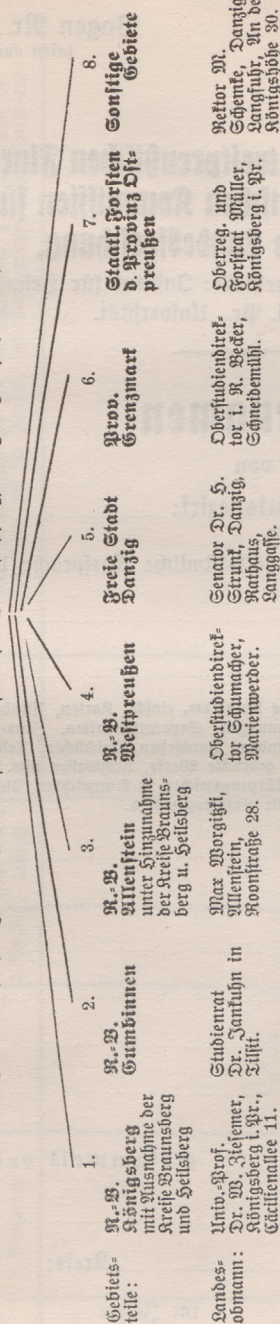 Gebiets=
teile:
1.
R.=B.
Königsberg
mit Ausnahme der
Kreise Braunsberg
und Heilsberg
2.
R.=B.
Gumbinnen
3.
R.=B.
Allenstein
unter Hinzunahme
der Kreise Brauns=
berg u. Heilsberg
4.
R.=B.
Westpreußen
5.
Freie Stadt
Danzig
6.
Prov.
Grenzmark
7.
Staatl. Forsten
d. Provinz Ost=
preußen
8.
Sonstige
Gebiete
Landes=
obmann:
Univ.=Prof.
Dr. W. Ziesemer,
Königsberg i. Pr.,
Cäcilienallee 11.
Studienrat
Dr. Jankuhn in
Tilsit.
Max Worgitzki,
Allenstein,
Roonstraße 28.
Oberstudiendirek=
tor Schumacher,
Marienwerder.
Senator Dr. H.
Strunk, Danzig,
Rathaus,
Langgasse.
Oberstudiendirek=
tor i. R. Becker,
Schneidemühl.
Oberreg. und
Forstrat Müller,
Königsberg i. Pr.
Rektor M.
Schemke, Danzig
Langfuhr, An de
Königshöhe 30.